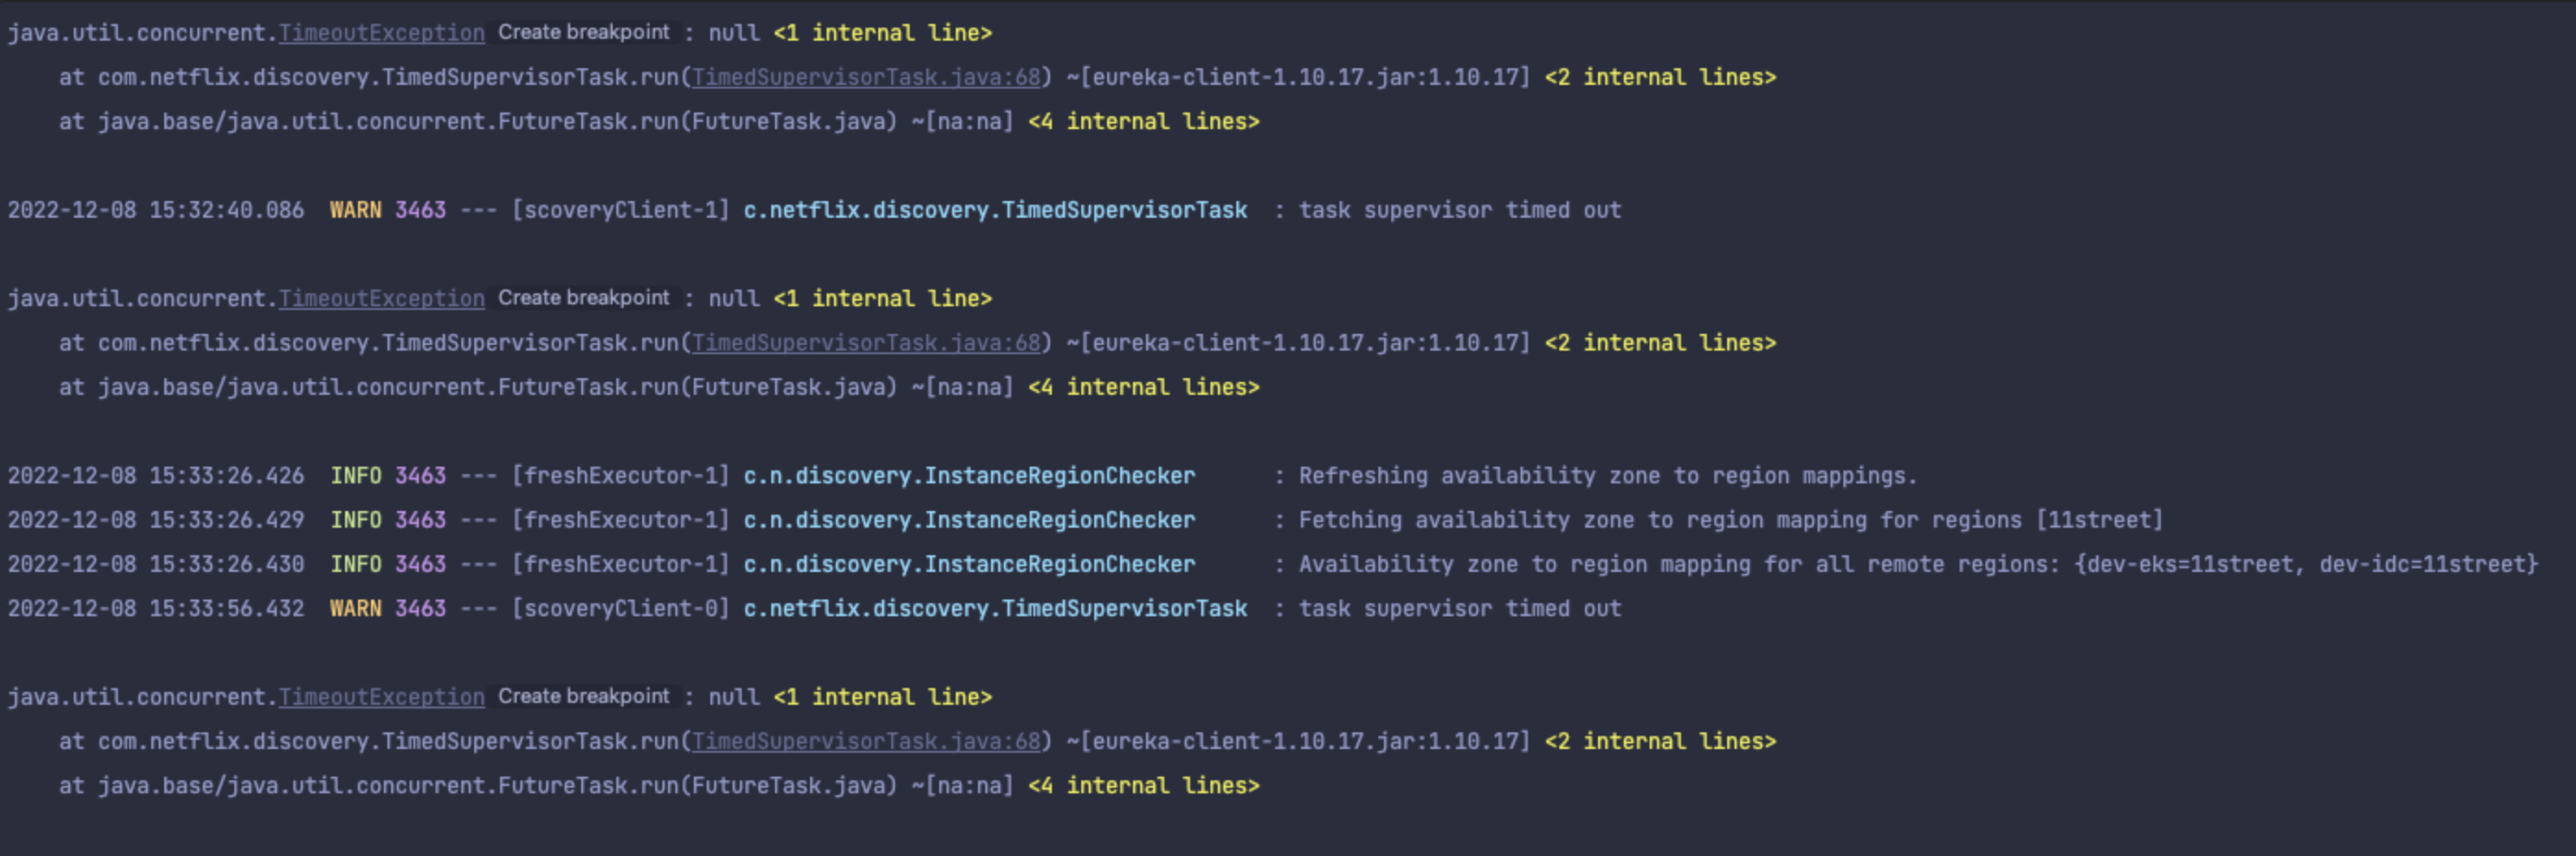 java.util.concurrent.TimeoutException Create breakpoint : null <1 internal line>
at com.netflix.discovery.TimedSupervisorTask.run(TimedSupervisorTask.java:68) ~[eureka-client-1.10.17.jar:1.10.17] <2 internal lines>
at java.base/java.util.concurrent.FutureTask.run(FutureTask.java) ~[na:na] <4 internal lines>
2022-12-08 15:32:40.086  WARN 3463 --- [scoveryClient-1] c.netflix.discovery.TimedSupervisorTask  : task supervisor timed out
java.util.concurrent.TimeoutException Create breakpoint : null <1 internal line>
at com.netflix.discovery.TimedSupervisorTask.run(TimedSupervisorTask.java:68) ~[eureka-client-1.10.17.jar:1.10.17] <2 internal lines>
at java.base/java.util.concurrent.FutureTask.run(FutureTask.java) ~[na:na] <4 internal lines>
2022-12-08 15:33:26.426  INFO 3463 --- [freshExecutor-1] c.n.discovery.InstanceRegionChecker      : Refreshing availability zone to region mappings.
2022-12-08 15:33:26.429  INFO 3463 --- [freshExecutor-1] c.n.discovery.InstanceRegionChecker      : Fetching availability zone to region mapping for regions [11street]
2022-12-08 15:33:26.430  INFO 3463 --- [freshExecutor-1] c.n.discovery.InstanceRegionChecker      : Availability zone to region mapping for all remote regions: {dev-eks=11street, dev-idc=11street}
2022-12-08 15:33:56.432  WARN 3463 --- [scoveryClient-0] c.netflix.discovery.TimedSupervisorTask  : task supervisor timed out
java.util.concurrent.TimeoutException Create breakpoint : null <1 internal line>
at com.netflix.discovery.TimedSupervisorTask.run(TimedSupervisorTask.java:68) ~[eureka-client-1.10.17.jar:1.10.17] <2 internal lines>
at java.base/java.util.concurrent.FutureTask.run(FutureTask.java) ~[na:na] <4 internal lines>